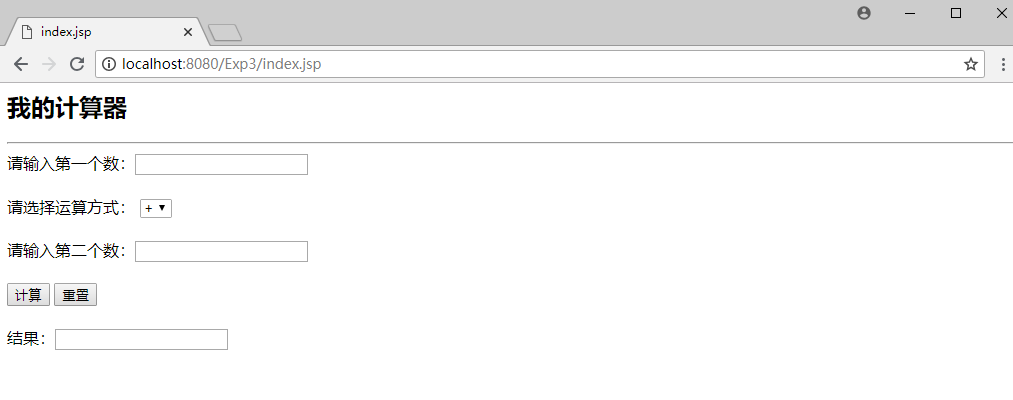 index.jsp
localhost:8080/Exp3/index.jsp
我的计算器
请输入第一个数：
请选择运算方式： +
请输入第二个数：
计算 重置
结果：